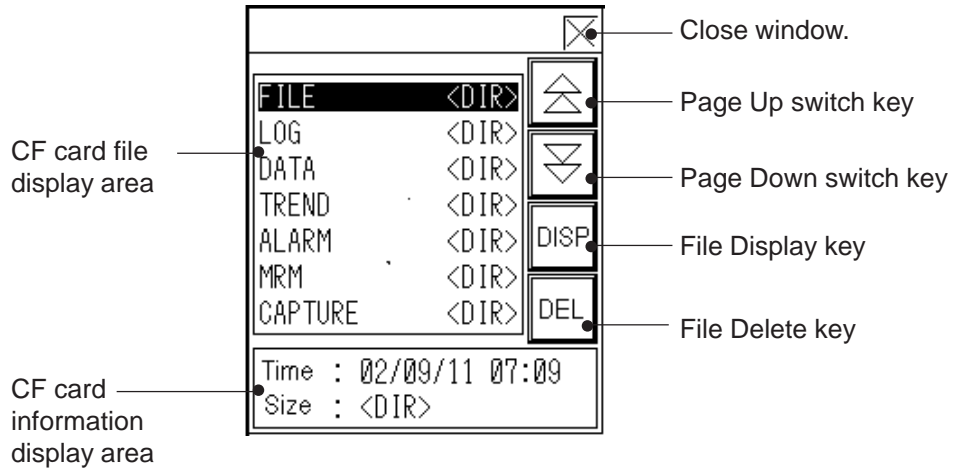 Close window.
FILE <DIR>
LOG <DIR>
DATA <DIR>
TREND <DIR>
ALARM <DIR>
MRM <DIR>
CAPTURE <DIR>
DISP
DEL
Time : 02/09/11 07:09
Size : <DIR>
CF card file
display area
CF card
information
display area
Page Up switch key
Page Down switch key
File Display key
File Delete key